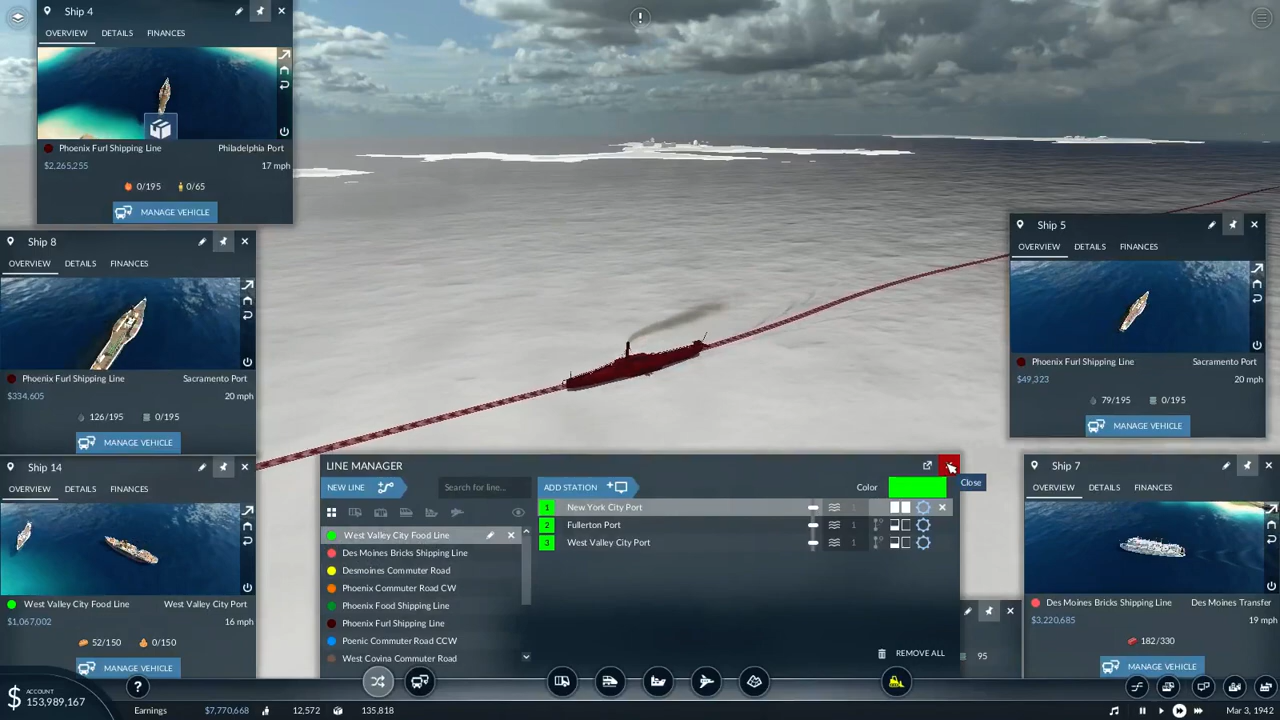 Ship 4
OVERVIEW DETAILS FINANCES
Phoenix Furl Shipping Line Philadelphia Port
$2,265,255 17 mph
0/195 0/65
MANAGE VEHICLE
!
Ship 8
OVERVIEW DETAILS FINANCES
Phoenix Furl Shipping Line Sacramento Port
$334,605 20 mph
126/195 0/195
MANAGE VEHICLE
Ship 5
OVERVIEW DETAILS FINANCES
Phoenix Furl Shipping Line Sacramento Port
$49,323 20 mph
79/195 0/195
MANAGE VEHICLE
Ship 14
OVERVIEW DETAILS FINANCES
West Valley City Food Line West Valley City Port
$1,067,002 16 mph
52/150 0/150
MANAGE VEHICLE
LINE MANAGER
Close
NEW LINE Search for line... ADD STATION Color
West Valley City Food Line
Des Moines Bricks Shipping Line
Desmoines Commuter Road
Phoenix Commuter Road CW
Phoenix Food Shipping Line
Phoenix Furl Shipping Line
Poenic Commuter Road CCW
West Covina Commuter Road
1 New York City Port 1
2 Fullerton Port 1
3 West Valley City Port 1
REMOVE ALL
95
Ship 7
OVERVIEW DETAILS FINANCES
Des Moines Bricks Shipping Line Des Moines Transfer
$3,220,685 19 mph
182/330
MANAGE VEHICLE
$ ACCOUNT
153,989,167
?
Earnings $7,770,668 12,572 135,818
Mar 3, 1942